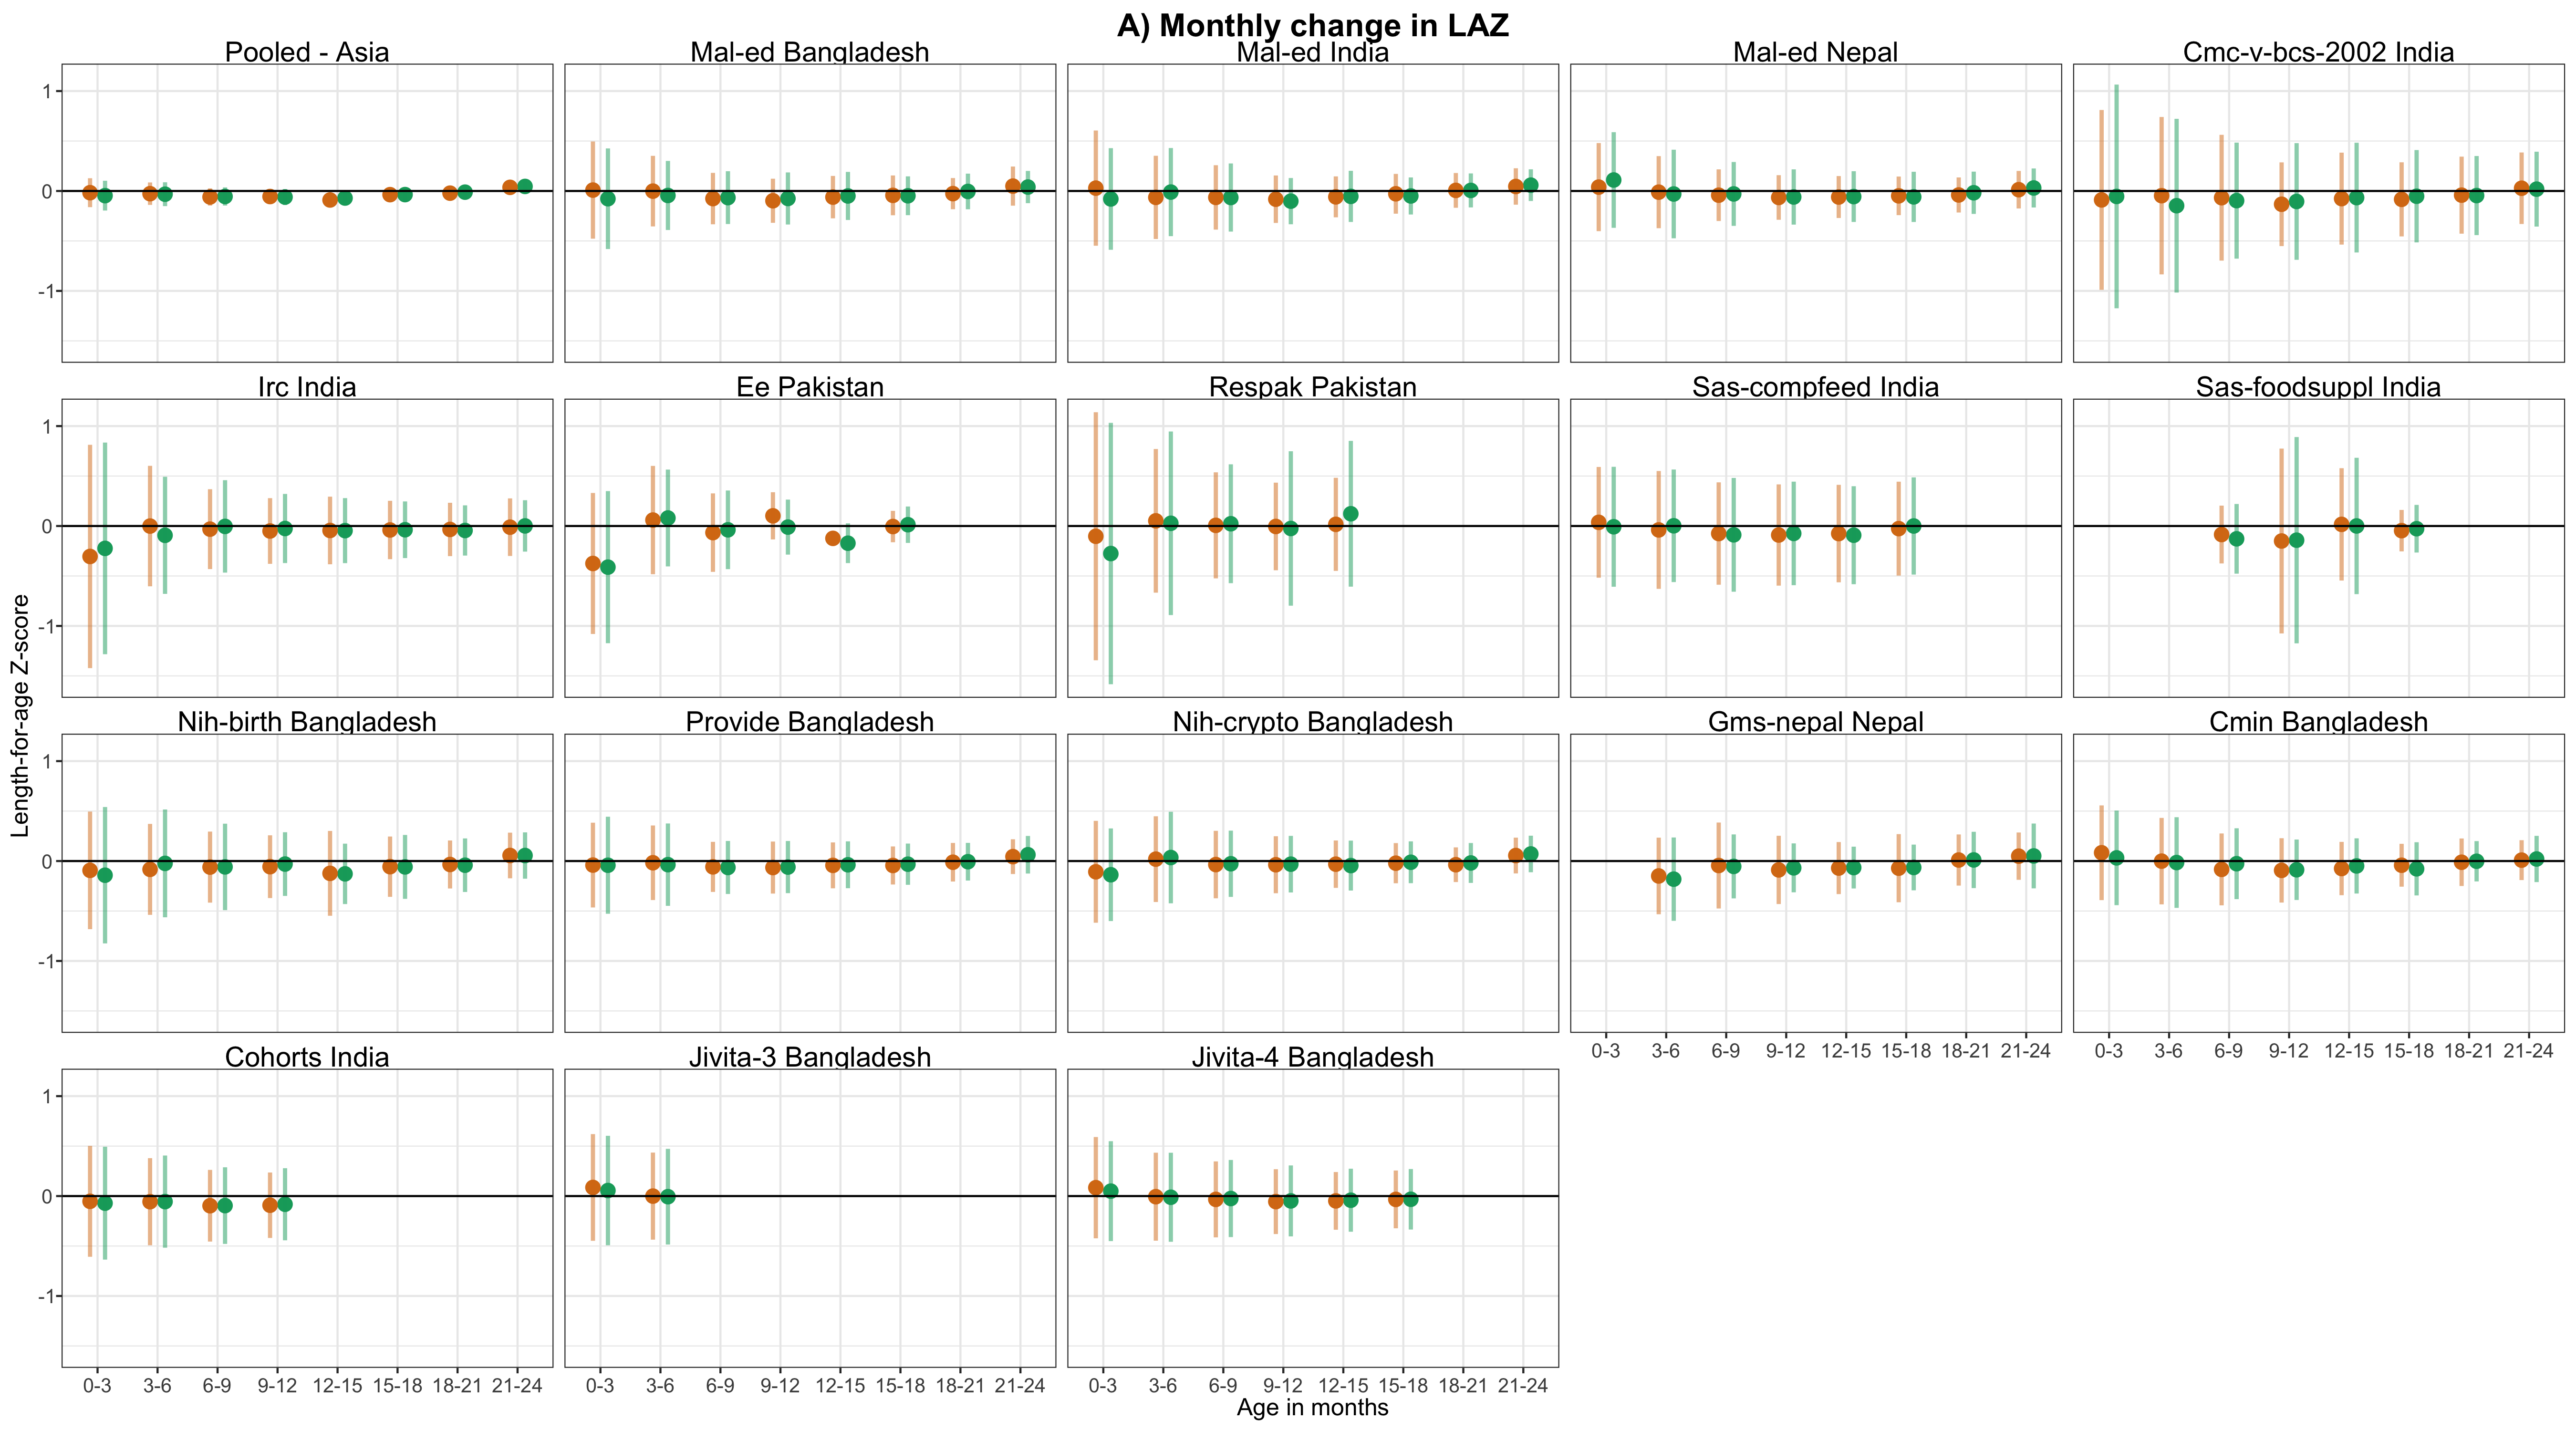 A) Monthly change in LAZ
Pooled - Asia
Mal-ed Bangladesh
Mal-ed India
Mal-ed Nepal
Cmc-v-bcs-2002 India
1
0
-1
Irc India
Ee Pakistan
Respak Pakistan
Sas-compfeed India
Sas-foodsuppl India
1
0
-1
Length-for-age Z-score
Nih-birth Bangladesh
Provide Bangladesh
Nih-crypto Bangladesh
Gms-nepal Nepal
Cmin Bangladesh
1
0
-1
0-3 3-6 6-9 9-12 12-15 15-18 18-21 21-24
0-3 3-6 6-9 9-12 12-15 15-18 18-21 21-24
Cohorts India
Jivita-3 Bangladesh
Jivita-4 Bangladesh
1
0
-1
0-3 3-6 6-9 9-12 12-15 15-18 18-21 21-24
0-3 3-6 6-9 9-12 12-15 15-18 18-21 21-24
0-3 3-6 6-9 9-12 12-15 15-18 18-21 21-24
Age in months